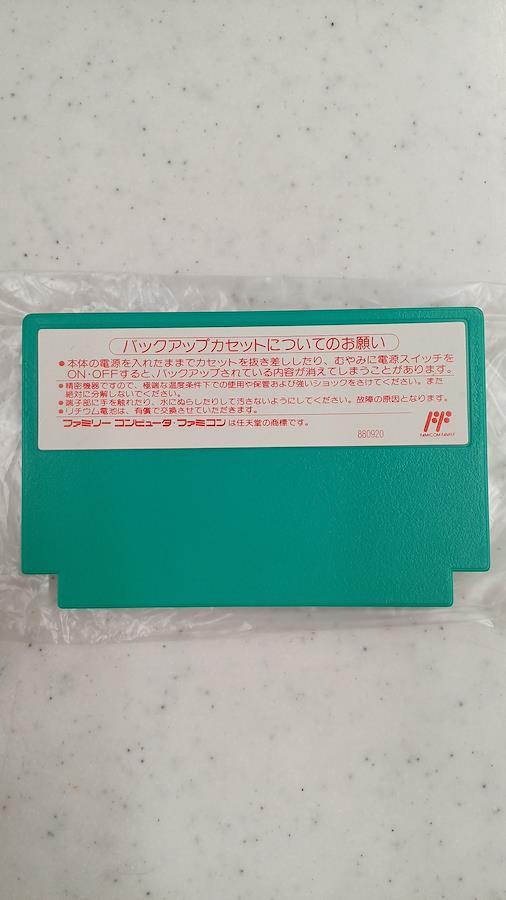 バックアップカセットについてのお願い
●本体の電源を入れたままでカセットを抜き差ししたり、むやみに電源スイッチを
ON・OFFすると、バックアップされている内容が消えてしまうことがあります。
●精密機器ですので、極端な温度条件下での使用や保管および強いショックをさけてください。また
絶対に分解しないでください。
●端子部に手を触れたり、水にぬらしたりして汚さないようにしてください。故障の原因となります。
●リチウム電池は、有償で交換させていただきます。
ファミリー コンピュータ・ファミコンは任天堂の商標です。
880920
FAMICOM FAMILY